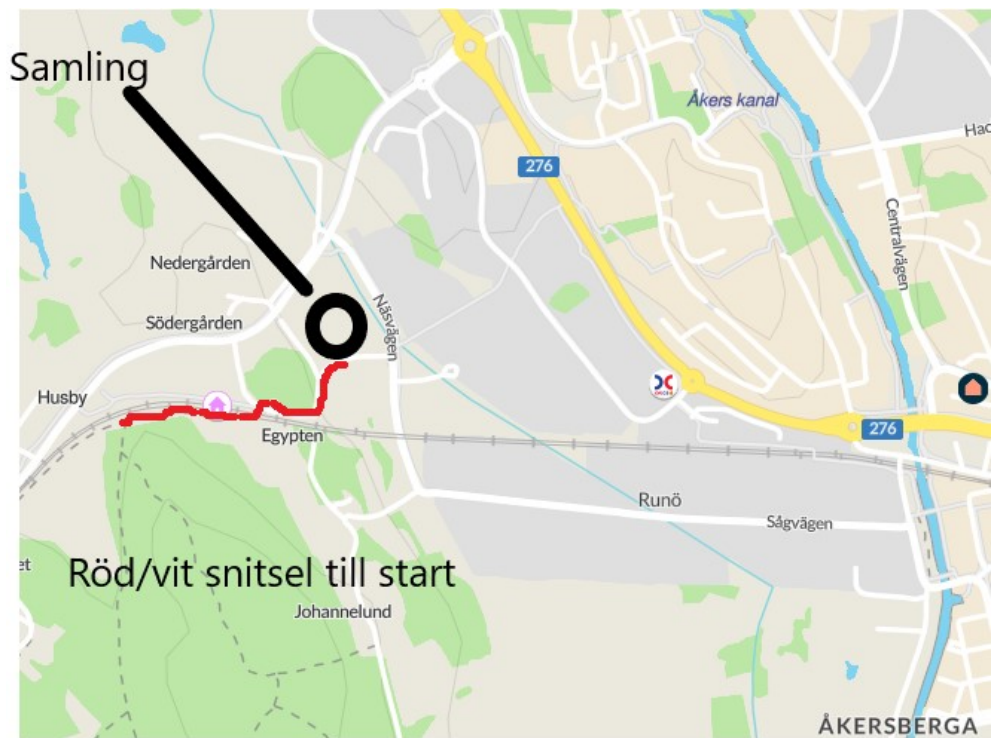 Samling
Åkers kanal
Hac
276
Centralvägen
Nedergården
Näsvägen
Södergården
Husby
Egypten
276
Runö
Sågvägen
et
Röd/vit snitsel till start
Johannelund
ÅKERSBERGA